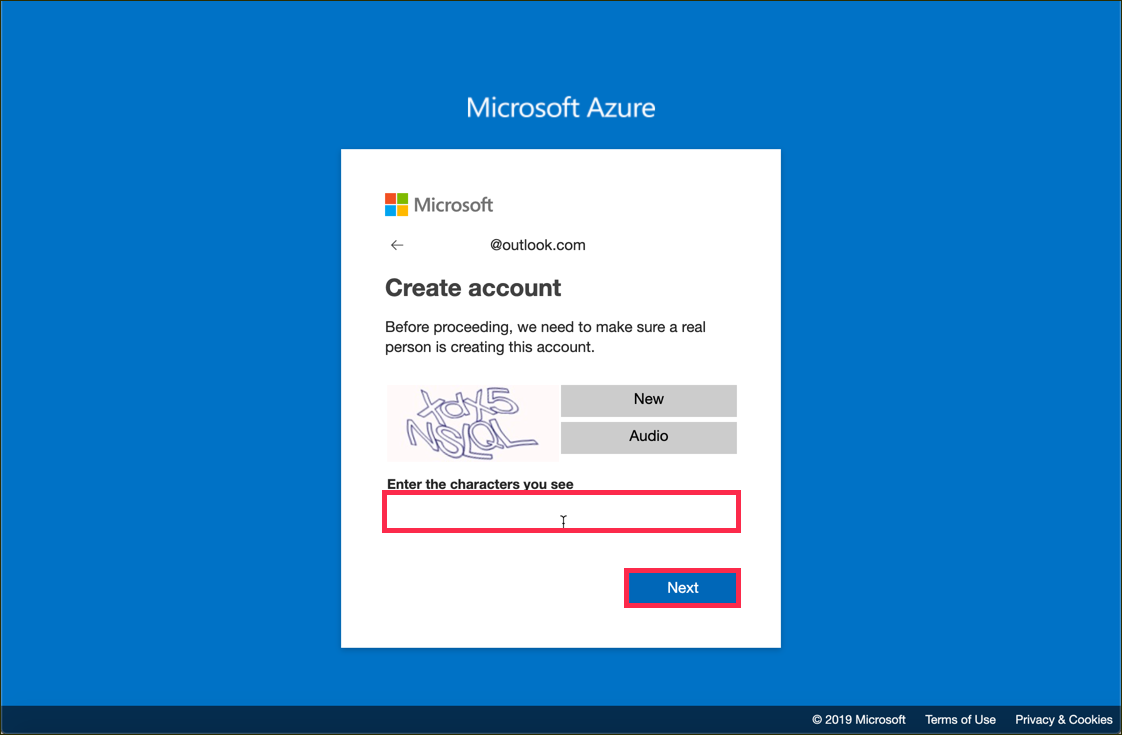 Microsoft Azure
Microsoft
@outlook.com
Create account
Before proceeding, we need to make sure a real
person is creating this account.
XdX5
NSLQL
New
Audio
Enter the characters you see
Next
© 2019 Microsoft Terms of Use Privacy & Cookies